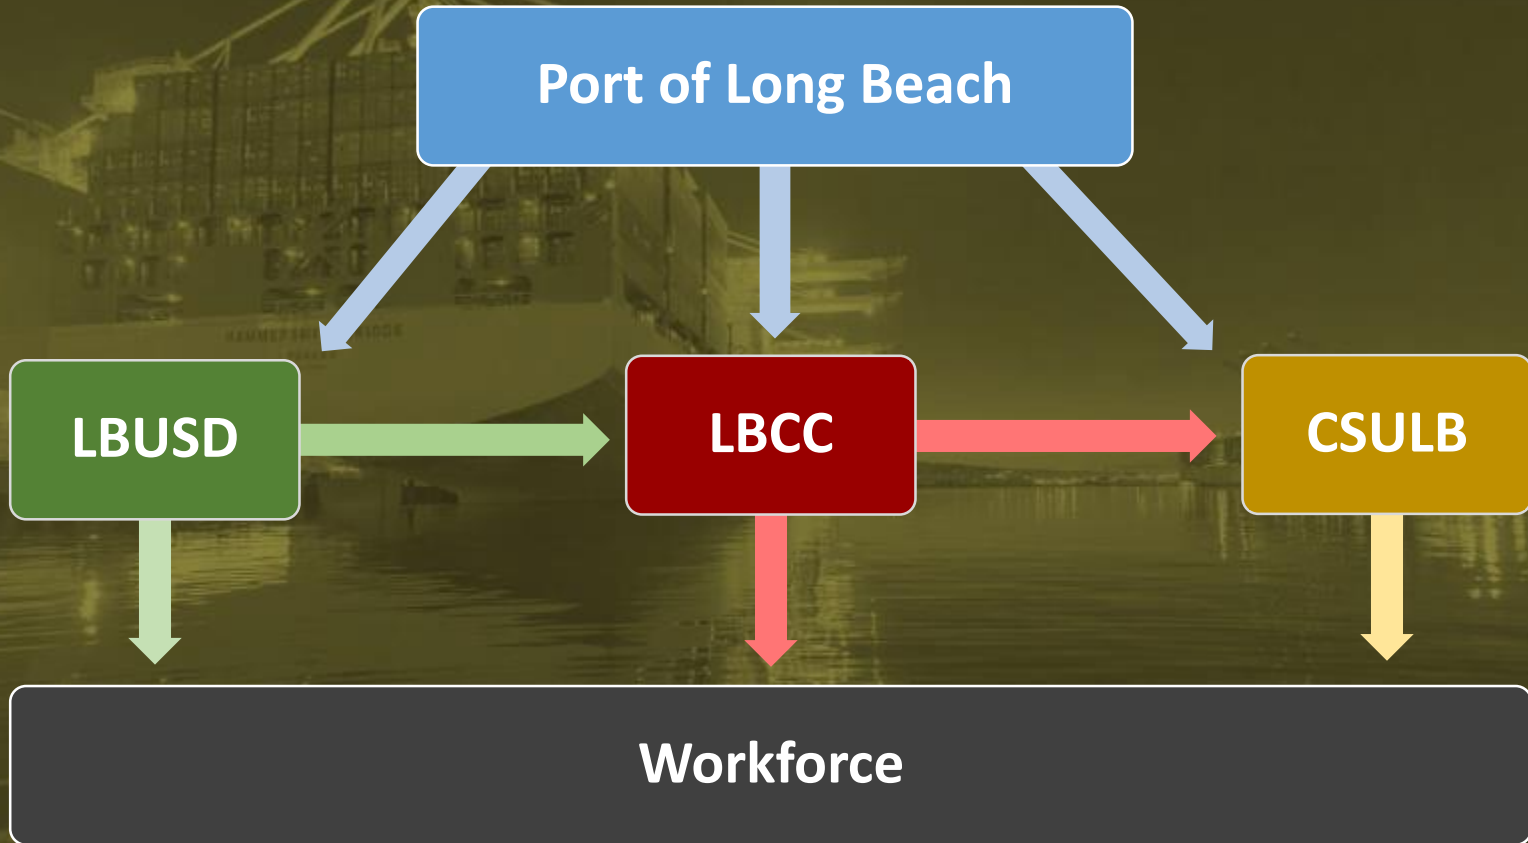 Port of Long Beach
LBUSD
LBCC
CSULB
Workforce